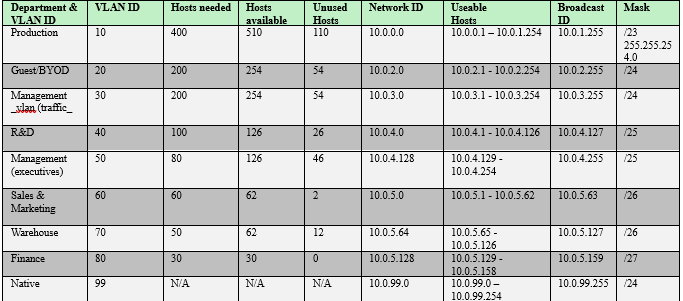 Department & VLAN ID | VLAN ID | Hosts needed | Hosts available | Unused Hosts | Network ID | Useable Hosts | Broadcast ID | Mask
Production | 10 | 400 | 510 | 110 | 10.0.0.0 | 10.0.0.1 – 10.0.1.254 | 10.0.1.255 | /23 255.255.254.0
Guest/BYOD | 20 | 200 | 254 | 54 | 10.0.2.0 | 10.0.2.1 - 10.0.2.254 | 10.0.2.255 | /24
Management _vlan (traffic_ | 30 | 200 | 254 | 54 | 10.0.3.0 | 10.0.3.1 - 10.0.3.254 | 10.0.3.255 | /24
R&D | 40 | 100 | 126 | 26 | 10.0.4.0 | 10.0.4.1 - 10.0.4.126 | 10.0.4.127 | /25
Management (executives) | 50 | 80 | 126 | 46 | 10.0.4.128 | 10.0.4.129 - 10.0.4.254 | 10.0.4.255 | /25
Sales & Marketing | 60 | 60 | 62 | 2 | 10.0.5.0 | 10.0.5.1 - 10.0.5.62 | 10.0.5.63 | /26
Warehouse | 70 | 50 | 62 | 12 | 10.0.5.64 | 10.0.5.65 - 10.0.5.126 | 10.0.5.127 | /26
Finance | 80 | 30 | 30 | 0 | 10.0.5.128 | 10.0.5.129 - 10.0.5.158 | 10.0.5.159 | /27
Native | 99 | N/A | N/A | N/A | 10.0.99.0 | 10.0.99.0 – 10.0.99.254 | 10.0.99.255 | /24